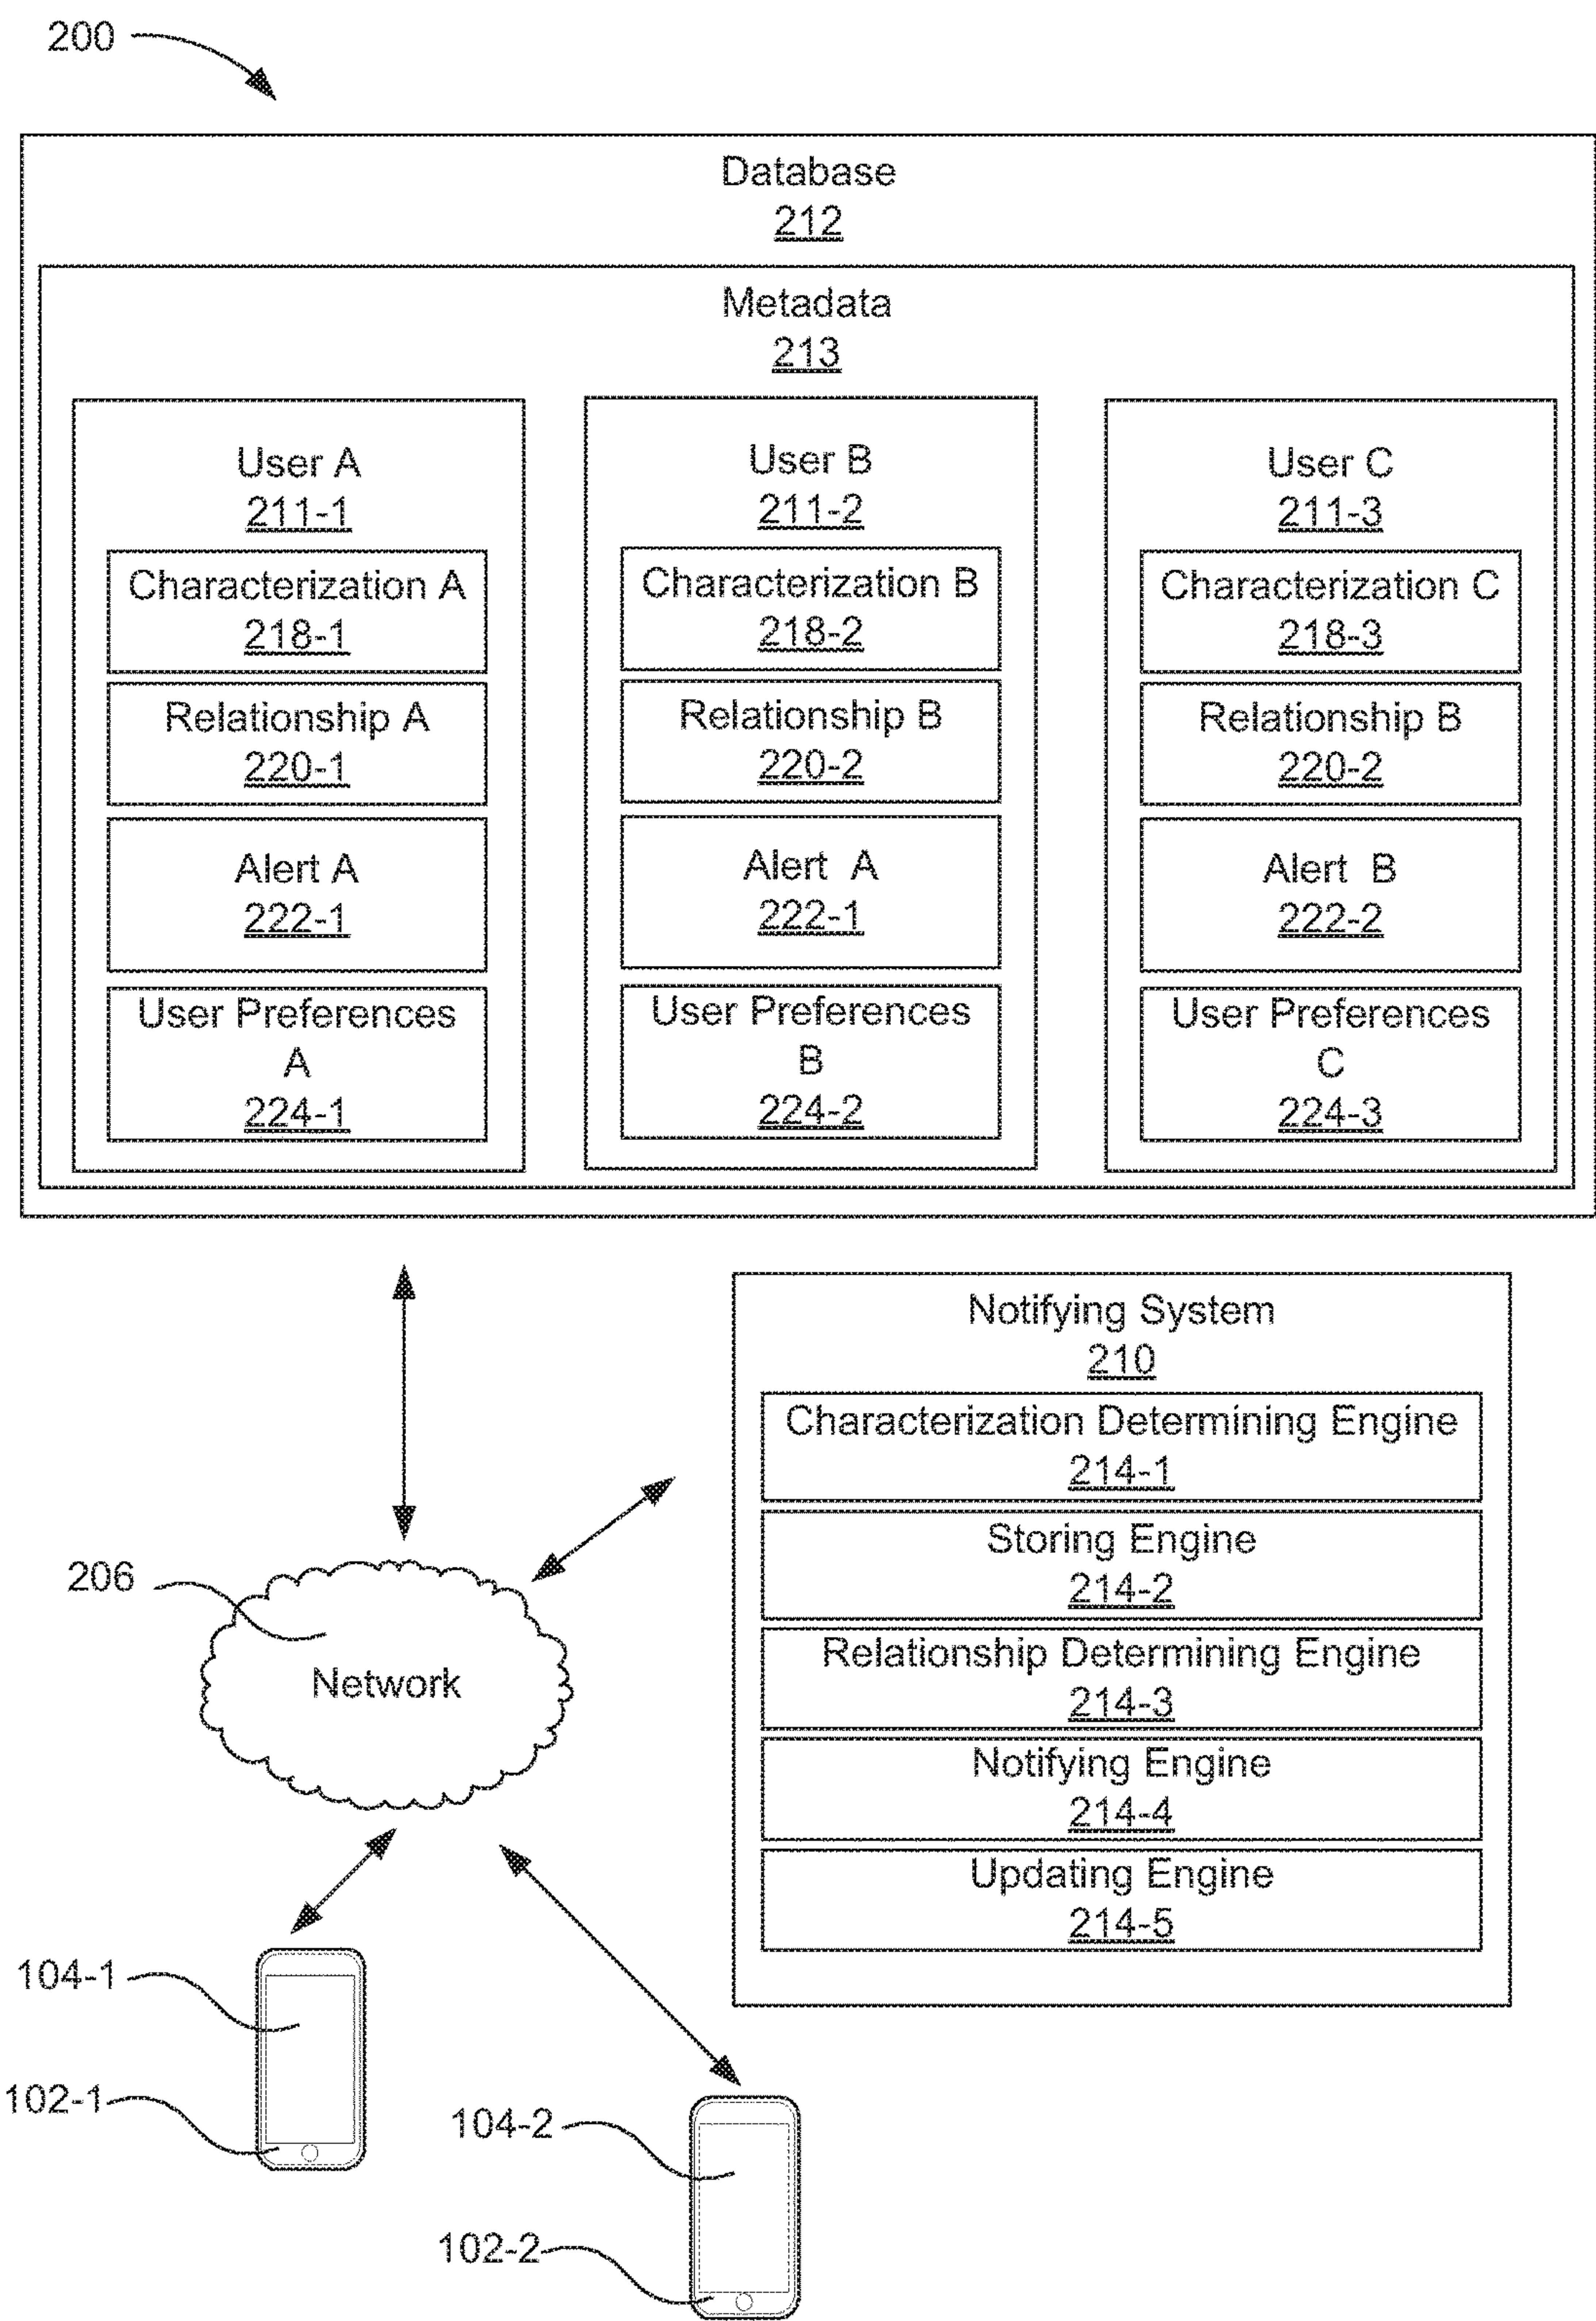 200
Database
212
Metadata
213
User A
211-1
Characterization A
218-1
Relationship A
220-1
Alert A
222-1
User Preferences
A
224-1
User B
211-2
Characterization B
218-2
Relationship B
220-2
Alert A
222-1
User Preferences
B
224-2
User C
211-3
Characterization C
218-3
Relationship B
220-2
Alert B
222-2
User Preferences
C
224-3
Notifying System
210
Characterization Determining Engine
214-1
Storing Engine
214-2
Relationship Determining Engine
214-3
Notifying Engine
214-4
Updating Engine
214-5
206
Network
104-1
102-1
104-2
102-2